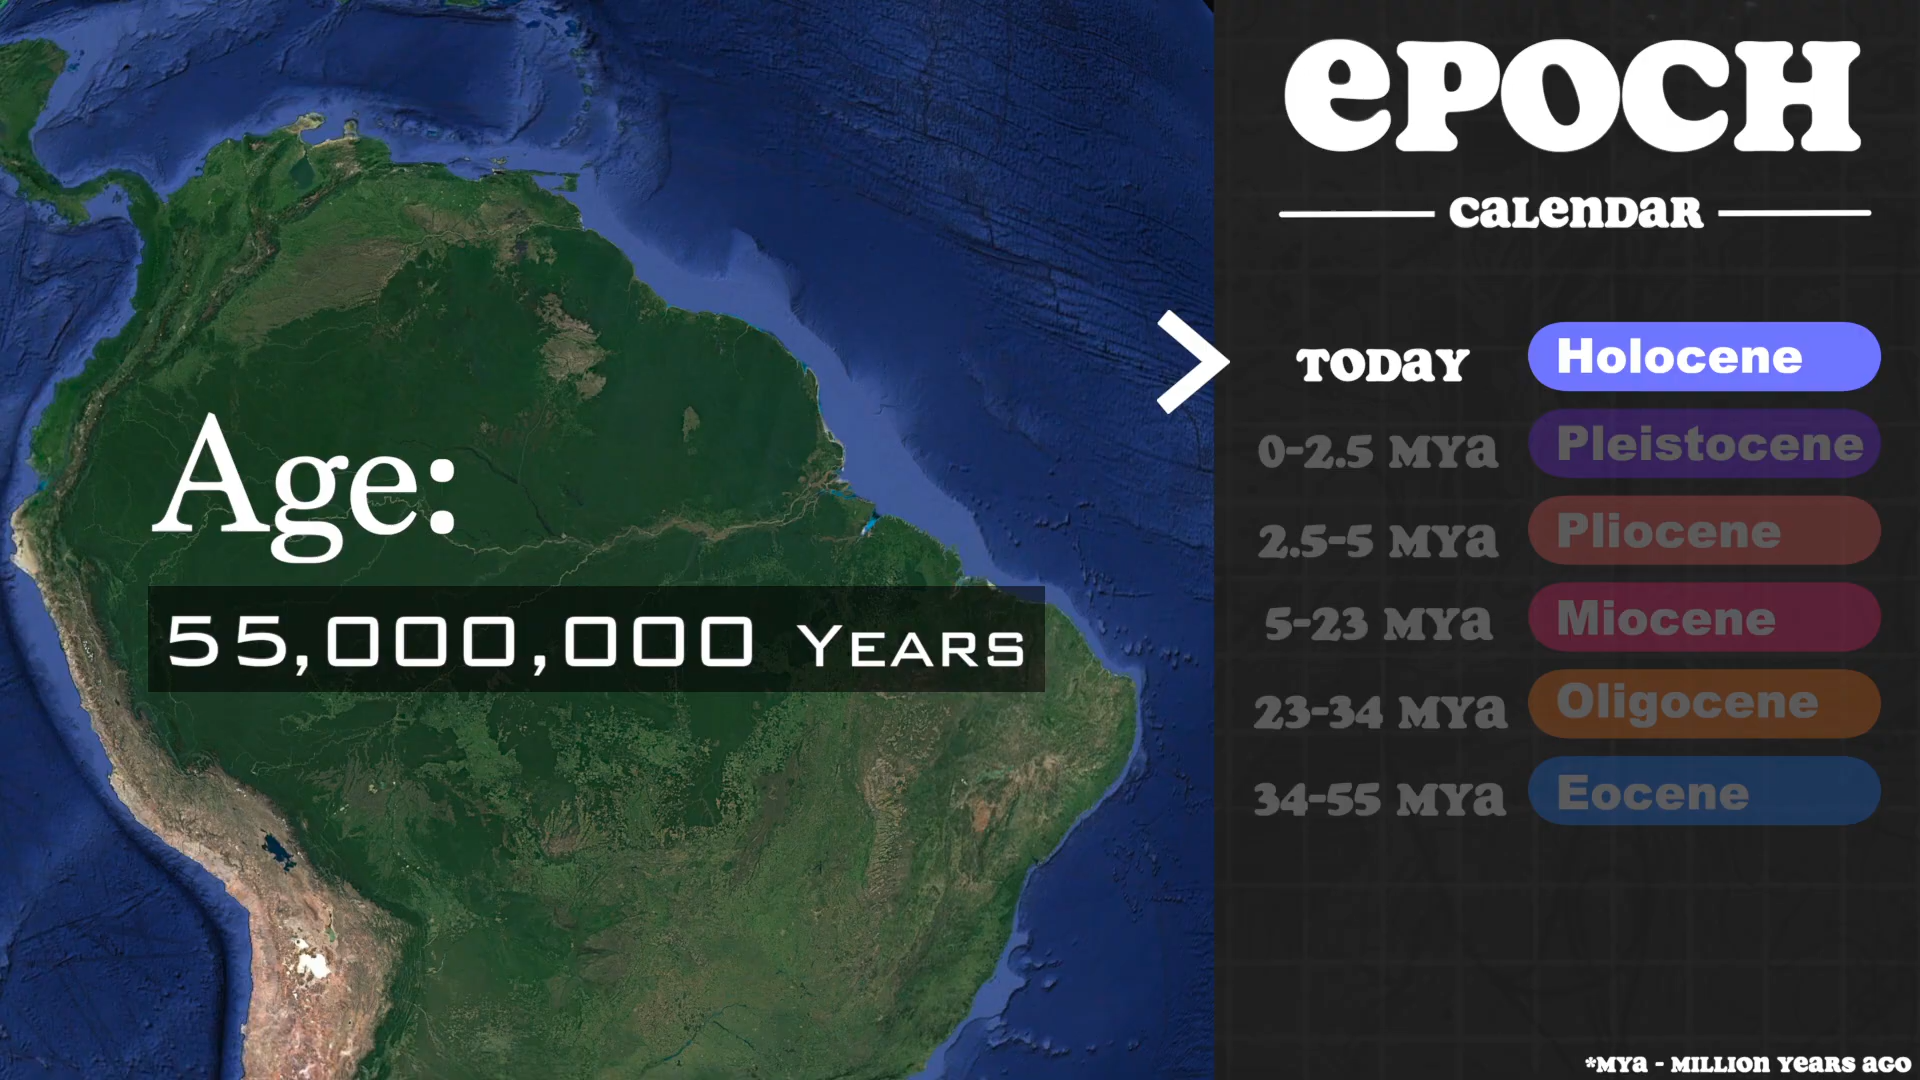 Age:
55,000,000 Years
ePOCH
CaLenDaR
TODaY Holocene
0-2.5 MYa Pleistocene
2.5-5 MYa Pliocene
5-23 MYa Miocene
23-34 MYa Oligocene
34-55 MYa Eocene
*MYa - MILLION YeaRS aGO